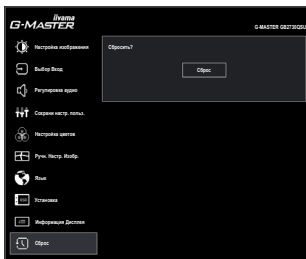 iiyama
G-MASTER
G-MASTER GB2730QSU
Настройка изображения
Сбросить?
Выбор Вход
Сброс
Регулировка аудио
Сохрани настр. польз.
Настройка цветов
Ручн. Настр. Изобр.
Язык
Установка
Информация Дисплея
Сброс